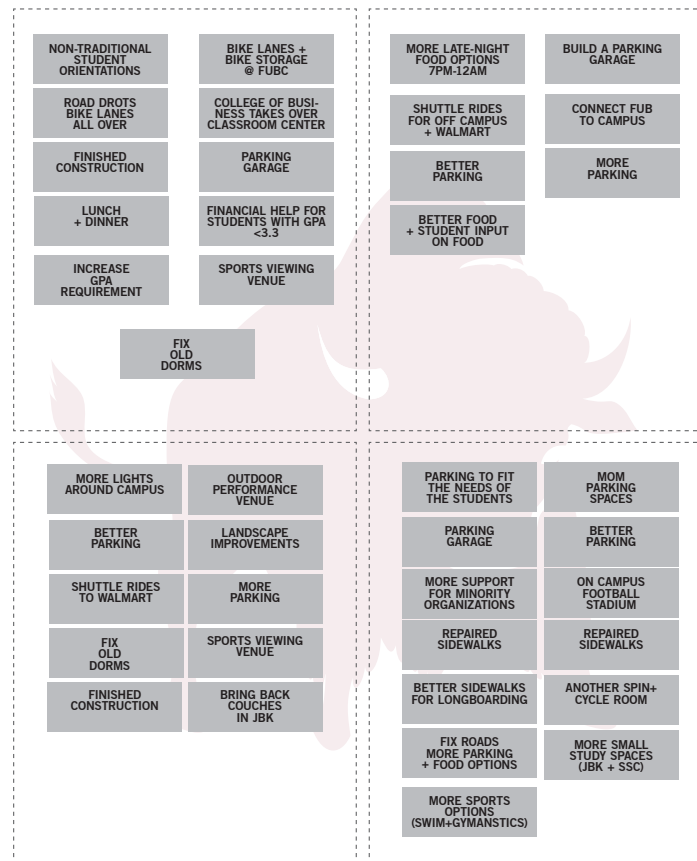 NON-TRADITIONAL
STUDENT
ORIENTATIONS
BIKE LANES +
BIKE STORAGE
@ FUBC
ROAD DROTS
BIKE LANES
ALL OVER
COLLEGE OF BUSI-
NESS TAKES OVER
CLASSROOM CENTER
FINISHED
CONSTRUCTION
PARKING
GARAGE
LUNCH
+ DINNER
FINANCIAL HELP FOR
STUDENTS WITH GPA
<3.3
INCREASE
GPA
REQUIREMENT
SPORTS VIEWING
VENUE
FIX
OLD
DORMS
MORE LATE-NIGHT
FOOD OPTIONS
7PM-12AM
BUILD A PARKING
GARAGE
SHUTTLE RIDES
FOR OFF CAMPUS
+ WALMART
CONNECT FUB
TO CAMPUS
BETTER
PARKING
MORE
PARKING
BETTER FOOD
+ STUDENT INPUT
ON FOOD
MORE LIGHTS
AROUND CAMPUS
OUTDOOR
PERFORMANCE
VENUE
BETTER
PARKING
LANDSCAPE
IMPROVEMENTS
SHUTTLE RIDES
TO WALMART
MORE
PARKING
FIX
OLD
DORMS
SPORTS VIEWING
VENUE
FINISHED
CONSTRUCTION
BRING BACK
COUCHES
IN JBK
PARKING TO FIT
THE NEEDS OF
THE STUDENTS
MOM
PARKING
SPACES
PARKING
GARAGE
BETTER
PARKING
MORE SUPPORT
FOR MINORITY
ORGANIZATIONS
ON CAMPUS
FOOTBALL
STADIUM
REPAIRED
SIDEWALKS
REPAIRED
SIDEWALKS
BETTER SIDEWALKS
FOR LONGBOARDING
ANOTHER SPIN+
CYCLE ROOM
FIX ROADS
MORE PARKING
+ FOOD OPTIONS
MORE SMALL
STUDY SPACES
(JBK + SSC)
MORE SPORTS
OPTIONS
(SWIM+GYMANSTICS)